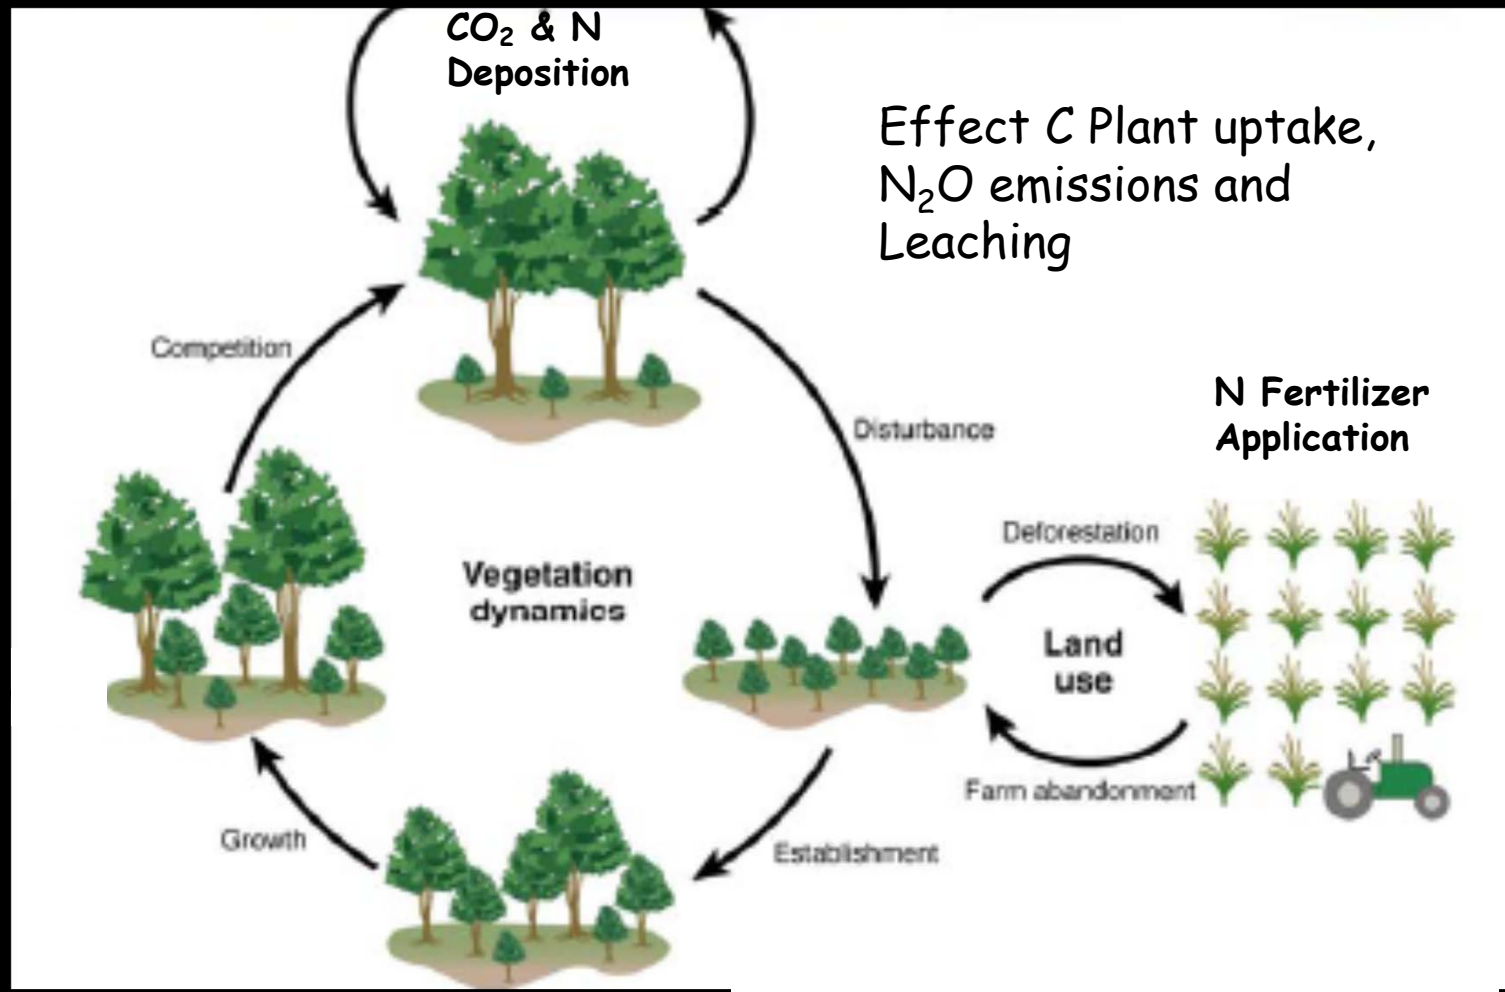 CO₂ & N
Deposition
Effect C Plant uptake,
N₂O emissions and
Leaching
Competition
N Fertilizer
Application
Disturbance
Deforestation
Vegetation
dynamics
Land
use
Farm abandonment
Growth
Establishment